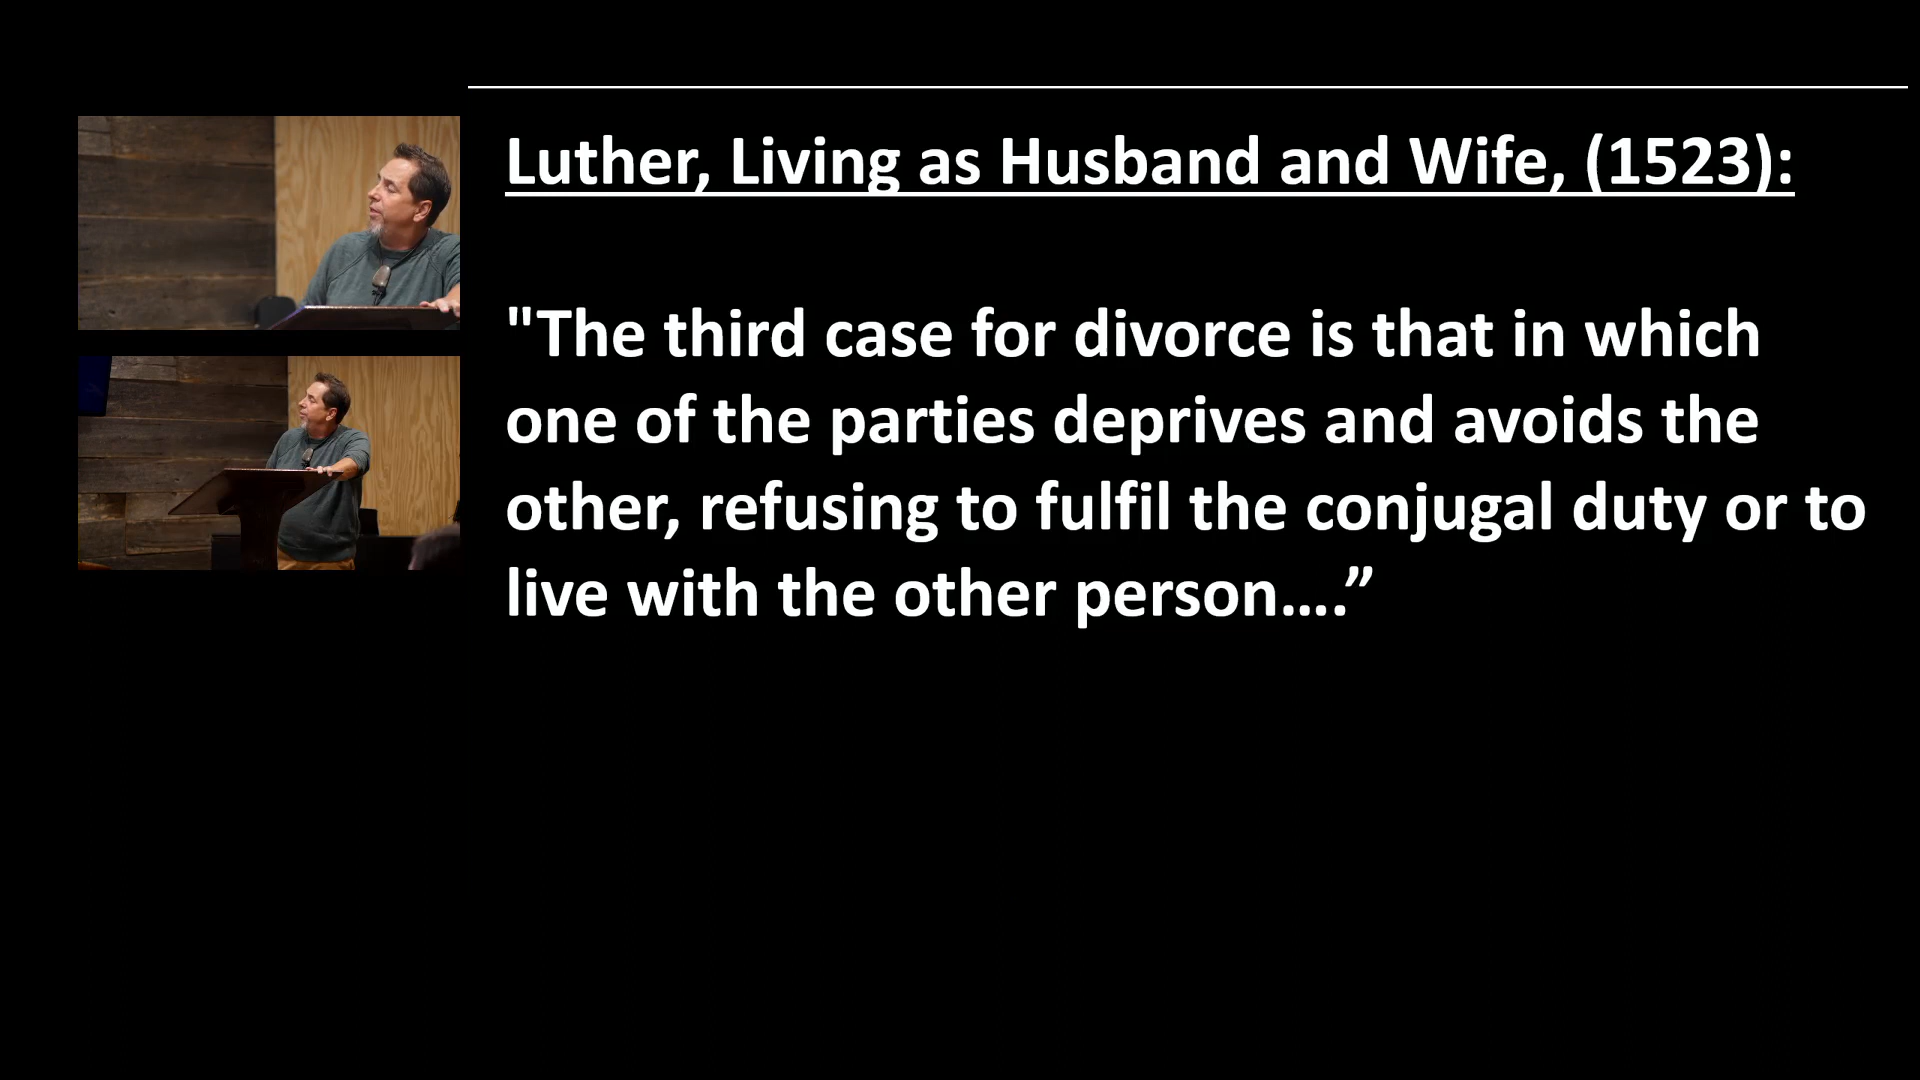 Luther, Living as Husband and Wife, (1523):
"The third case for divorce is that in which
one of the parties deprives and avoids the
other, refusing to fulfil the conjugal duty or to
live with the other person….”